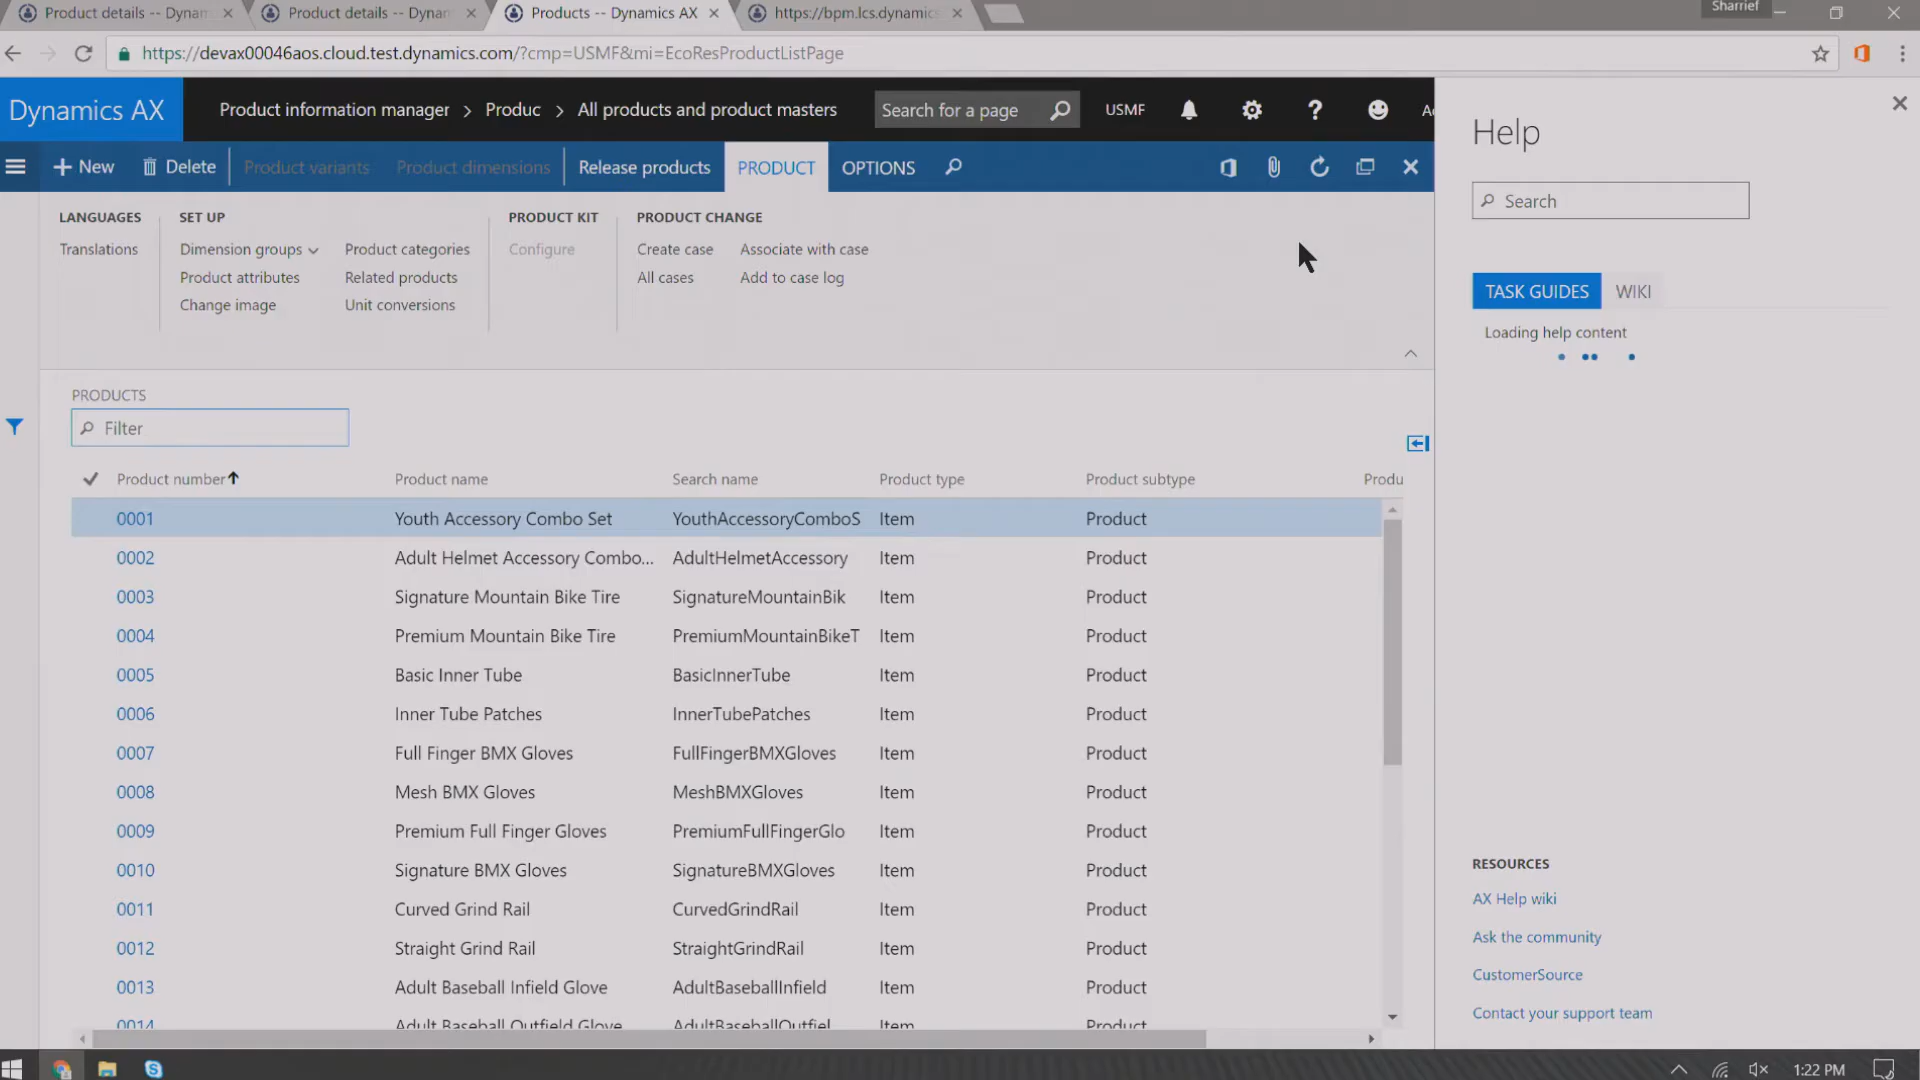 Product details -- Dynam
Product details -- Dynam
Products -- Dynamics AX
https://bpm.lcs.dynamics
Sharrief
https://devax00046aos.cloud.test.dynamics.com/?cmp=USMF&mi=EcoResProductListPage
Dynamics AX
Product information manager > Produc > All products and product masters
Search for a page
USMF
New
Delete
Product variants
Product dimensions
Release products
PRODUCT
OPTIONS
LANGUAGES
Translations
SET UP
Dimension groups
Product attributes
Change image
Product categories
Related products
Unit conversions
PRODUCT KIT
Configure
PRODUCT CHANGE
Create case
All cases
Associate with case
Add to case log
PRODUCTS
Filter
Product number Product name Search name Product type Product subtype Produ
0001 Youth Accessory Combo Set YouthAccessoryComboS Item Product
0002 Adult Helmet Accessory Combo... AdultHelmetAccessory Item Product
0003 Signature Mountain Bike Tire SignatureMountainBik Item Product
0004 Premium Mountain Bike Tire PremiumMountainBikeT Item Product
0005 Basic Inner Tube BasicInnerTube Item Product
0006 Inner Tube Patches InnerTubePatches Item Product
0007 Full Finger BMX Gloves FullFingerBMXGloves Item Product
0008 Mesh BMX Gloves MeshBMXGloves Item Product
0009 Premium Full Finger Gloves PremiumFullFingerGlo Item Product
0010 Signature BMX Gloves SignatureBMXGloves Item Product
0011 Curved Grind Rail CurvedGrindRail Item Product
0012 Straight Grind Rail StraightGrindRail Item Product
0013 Adult Baseball Infield Glove AdultBaseballInfield Item Product
0014 Adult Baseball Outfield Glove AdultBaseballOutfiel Item Product
Help
Search
TASK GUIDES
WIKI
Loading help content
RESOURCES
AX Help wiki
Ask the community
CustomerSource
Contact your support team
1:22 PM